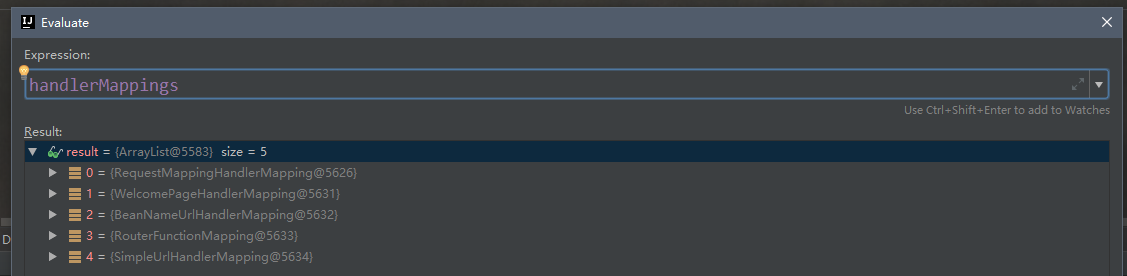 IJ Evaluate
Expression:
handlerMappings
Use Ctrl+Shift+Enter to add to Watches
Result:
result = {ArrayList@5583} size = 5
0 = {RequestMappingHandlerMapping@5626}
1 = {WelcomePageHandlerMapping@5631}
2 = {BeanNameUrlHandlerMapping@5632}
3 = {RouterFunctionMapping@5633}
4 = {SimpleUrlHandlerMapping@5634}
D